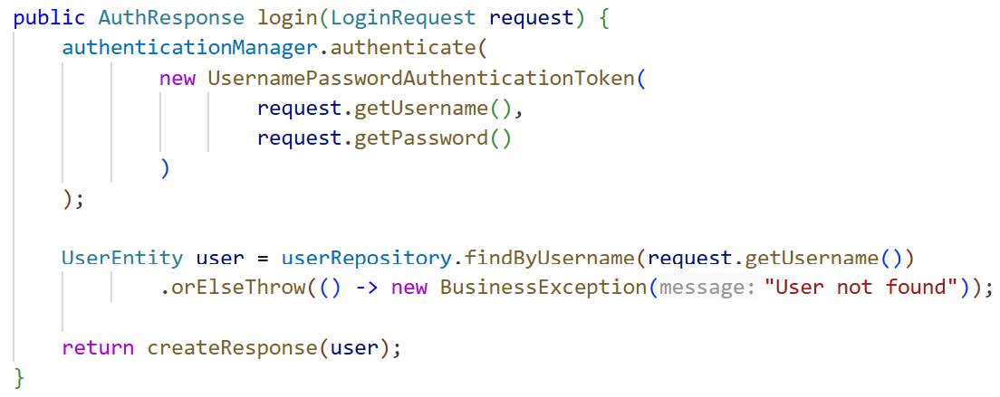 public AuthResponse login(LoginRequest request) {
    authenticationManager.authenticate(
            new UsernamePasswordAuthenticationToken(
                    request.getUsername(),
                    request.getPassword()
            )
    );

    UserEntity user = userRepository.findByUsername(request.getUsername())
            .orElseThrow(() -> new BusinessException(message: "User not found"));

    return createResponse(user);
}